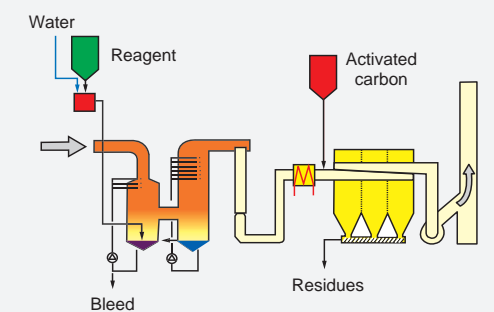 Water
Reagent
Activated
carbon
Residues
Bleed